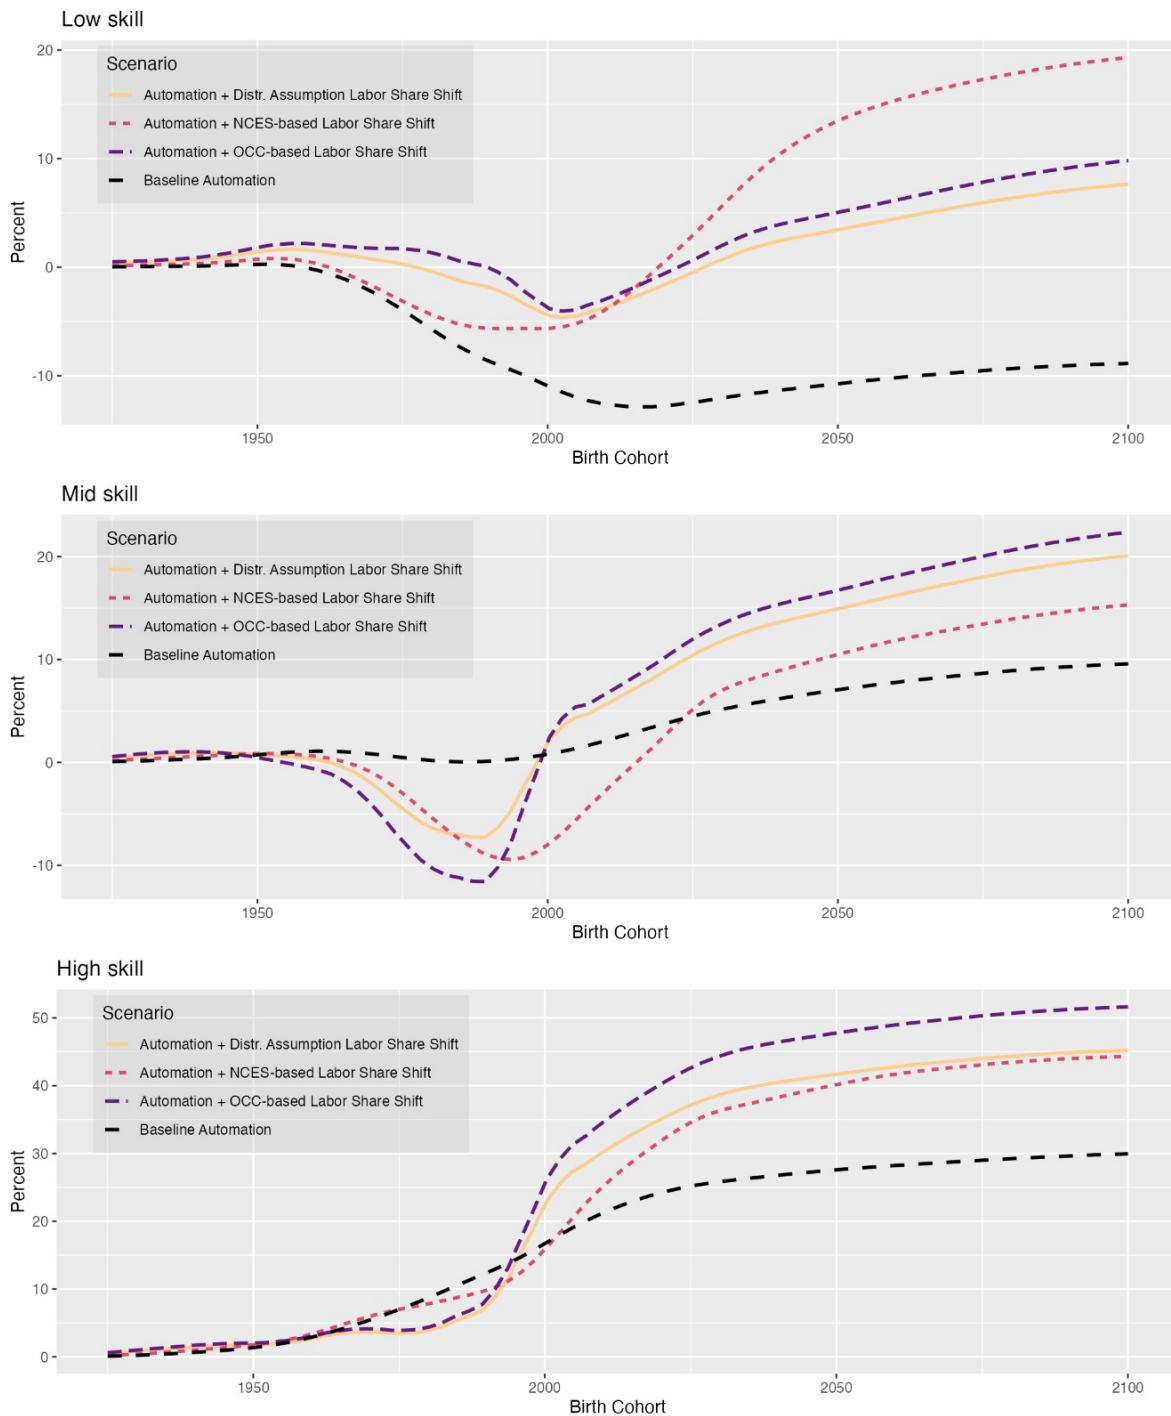 Low skill
20
10
0
-10
Percent
Scenario
Automation + Distr. Assumption Labor Share Shift
Automation + NCES-based Labor Share Shift
Automation + OCC-based Labor Share Shift
Baseline Automation
1950
2000
2050
2100
Birth Cohort
Mid skill
20
10
0
-10
Percent
Scenario
Automation + Distr. Assumption Labor Share Shift
Automation + NCES-based Labor Share Shift
Automation + OCC-based Labor Share Shift
Baseline Automation
1950
2000
2050
2100
Birth Cohort
High skill
50
40
30
20
10
0
Percent
Scenario
Automation + Distr. Assumption Labor Share Shift
Automation + NCES-based Labor Share Shift
Automation + OCC-based Labor Share Shift
Baseline Automation
1950
2000
2050
2100
Birth Cohort